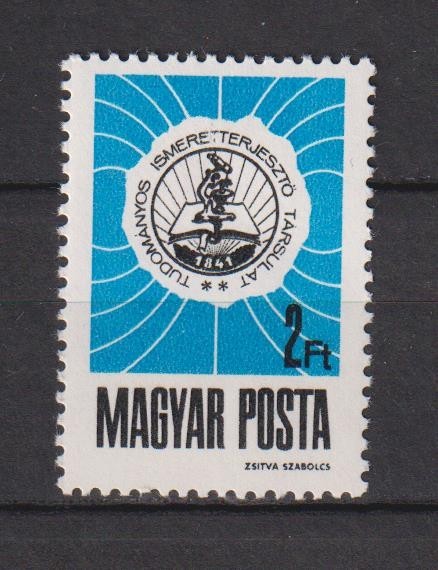 TUDOMÁNYOS ISMERETTERJESZTŐ TÁRSULAT
1841
**
2Ft
MAGYAR POSTA
ZSITVA SZABOLCS